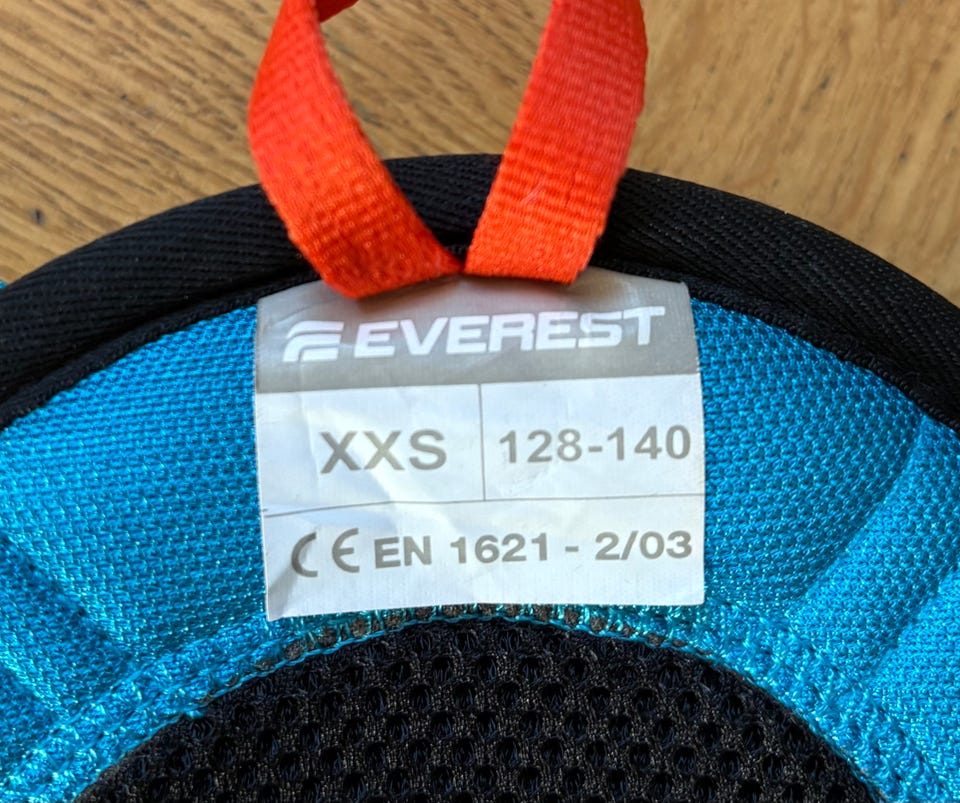 EVEREST
XXS 128-140
CE EN 1621 - 2/03